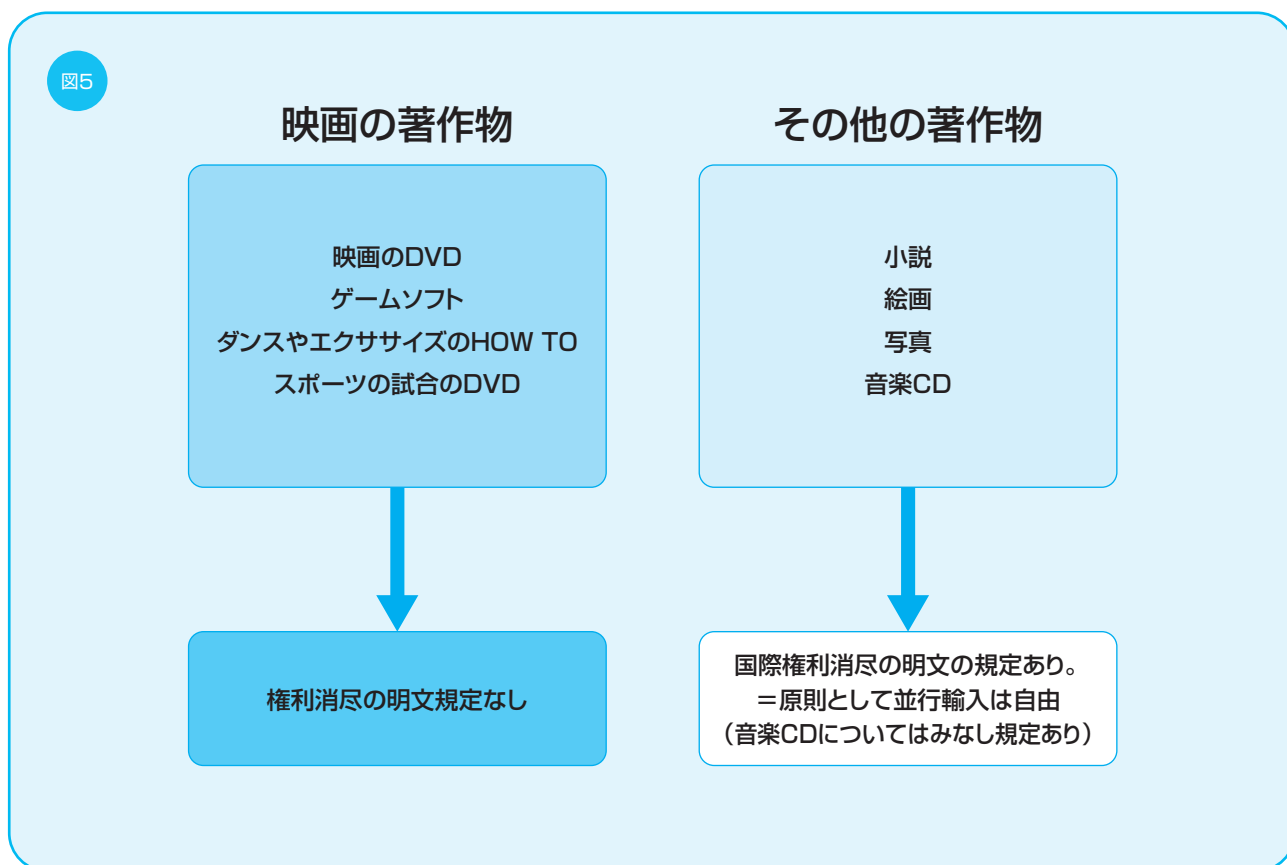 図5
映画の著作物
映画のDVD
ゲームソフト
ダンスやエクササイズのHOW TO
スポーツの試合のDVD
権利消尽の明文規定なし
その他の著作物
小説
絵画
写真
音楽CD
国際権利消尽の明文の規定あり。
＝原則として並行輸入は自由
（音楽CDについてはみなし規定あり）